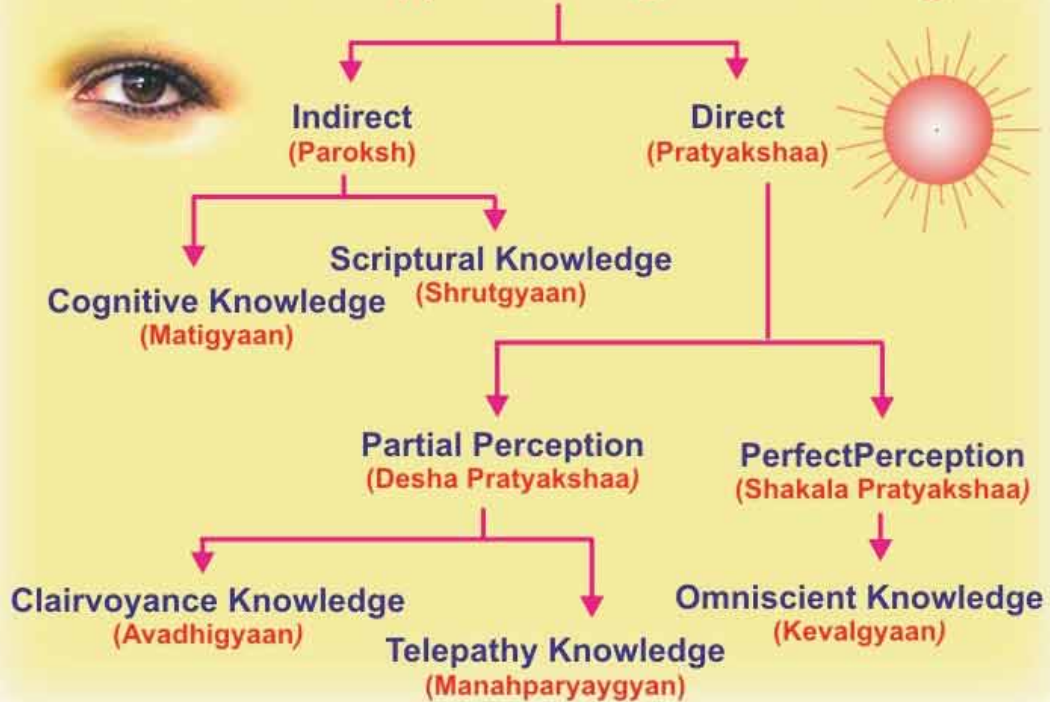 Indirect
(Paroksh)
Direct
(Pratyakshaa)
Scriptural Knowledge
(Shrutgyaan)
Cognitive Knowledge
(Matigyaan)
Partial Perception
(Desha Pratyakshaa)
PerfectPerception
(Shakala Pratyakshaa)
Clairvoyance Knowledge
(Avadhigyaan)
Telepathy Knowledge
(Manahparyaygyan)
Omniscient Knowledge
(Kevalgyaan)